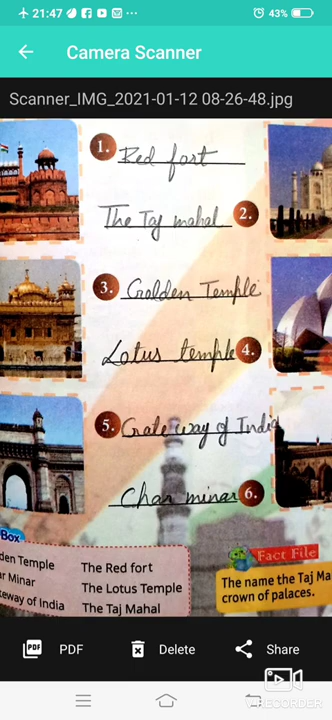 21:47
43%
Camera Scanner
Scanner_IMG_2021-01-12 08-26-48.jpg
1. Red fort
The Taj mahal 2.
3. Golden Temple
Lotus temple 4.
5. Gate way of India
Char minar 6.
Box
den Temple The Red fort
ar Minar The Lotus Temple
teway of India The Taj Mahal
Fact File
The name the Taj Ma
crown of palaces.
PDF PDF Delete Share
V RECORDER